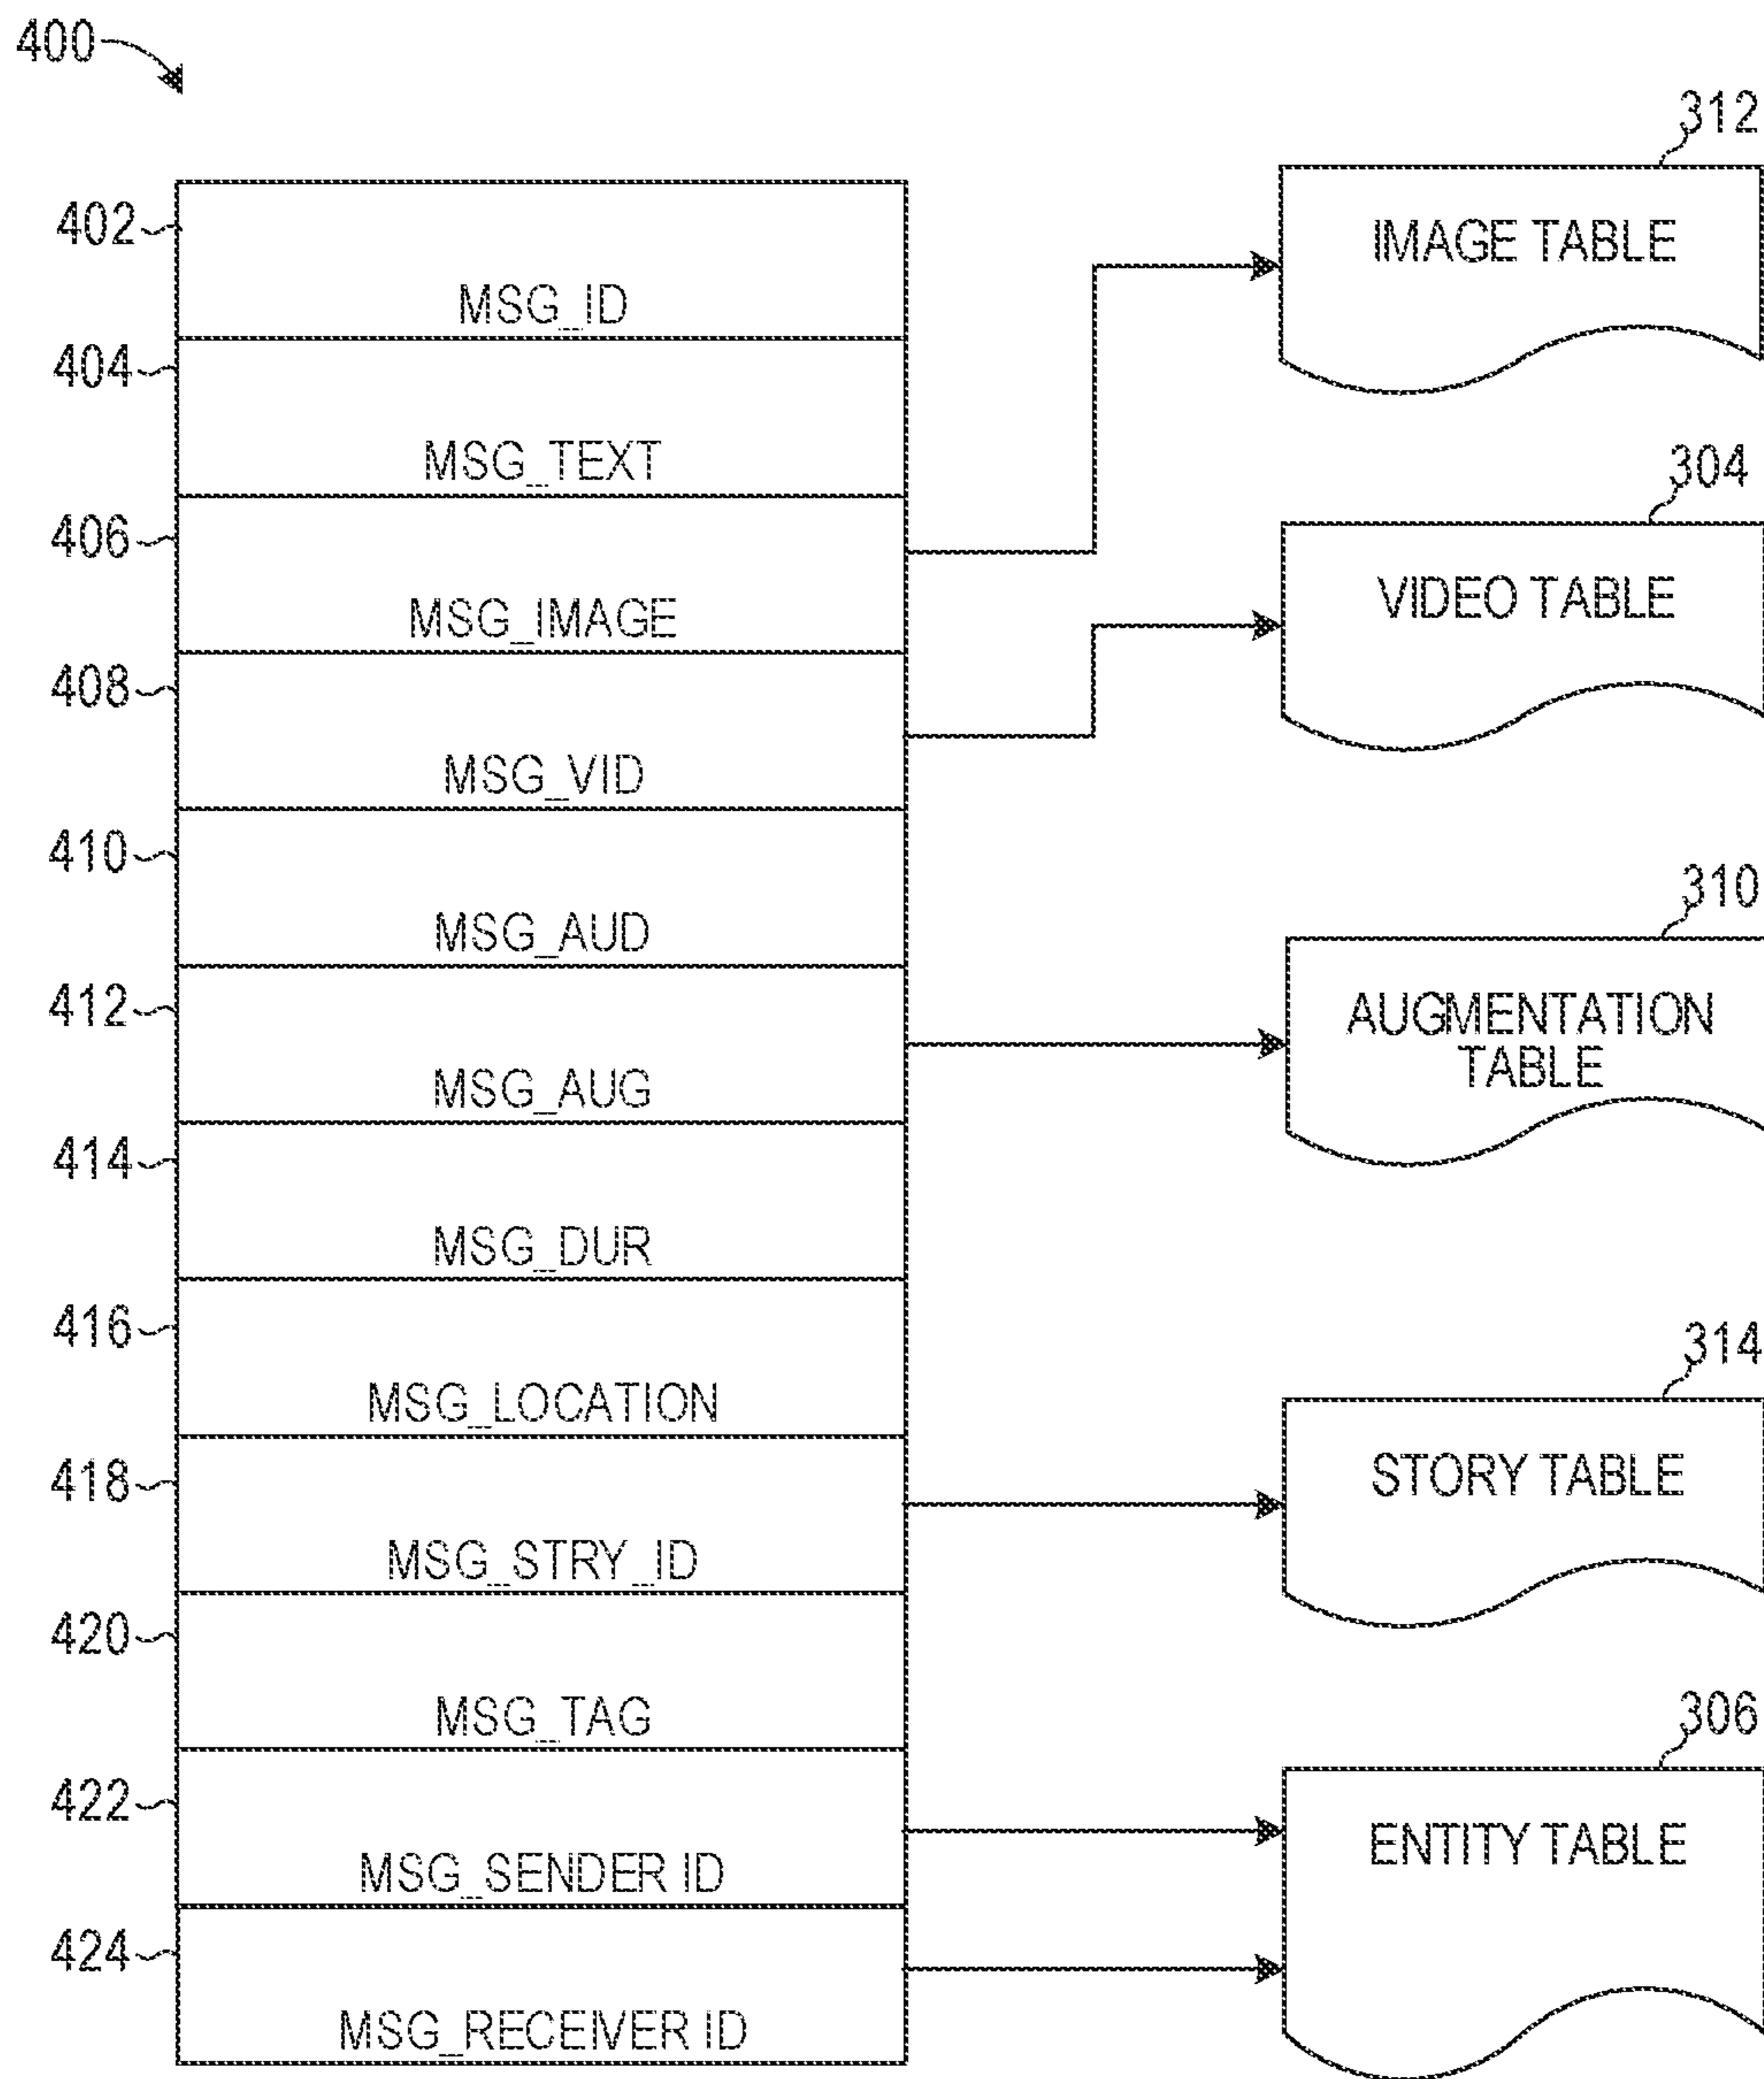 400
402
MSG_ID
404
MSG_TEXT
406
MSG_IMAGE
408
MSG_VID
410
MSG_AUD
412
MSG_AUG
414
MSG_DUR
416
MSG_LOCATION
418
MSG_STRY_ID
420
MSG_TAG
422
MSG_SENDER ID
424
MSG_RECEIVER ID
312
IMAGE TABLE
304
VIDEO TABLE
310
AUGMENTATION
TABLE
314
STORY TABLE
306
ENTITY TABLE